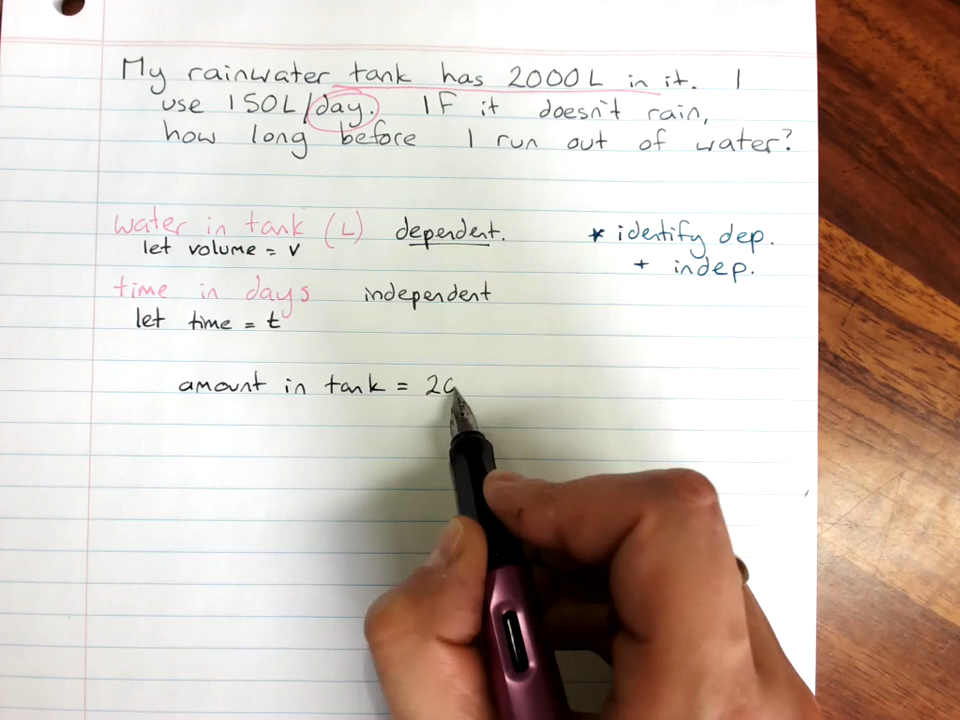 My rainwater tank has 2000L in it. I
use 150L/day. If it doesn't rain,
how long before I run out of water?
water in tank (L) dependent.
let volume = v
* identify dep.
+ indep.
time in days independent
let time = t
amount in tank = 20